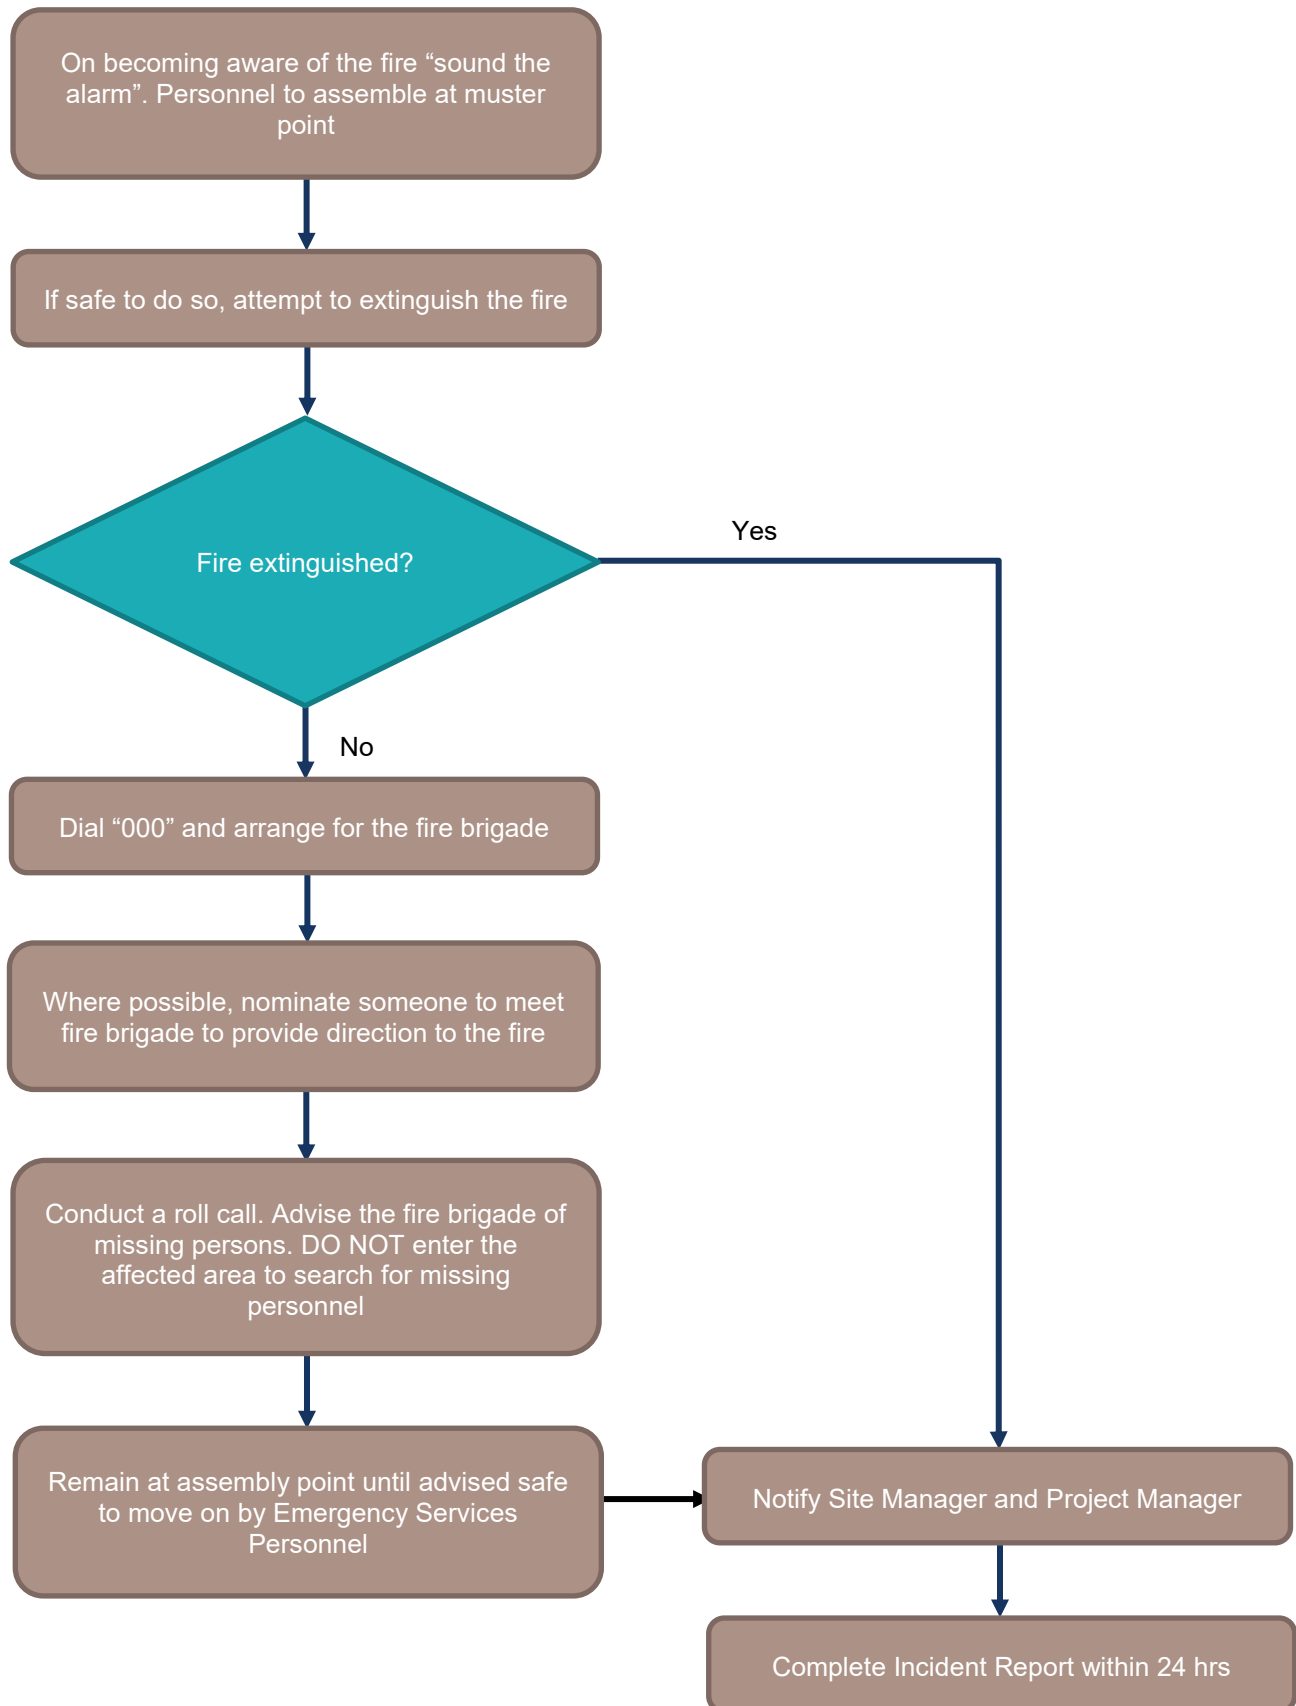 On becoming aware of the fire “sound the
alarm”. Personnel to assemble at muster
point
If safe to do so, attempt to extinguish the fire
Fire extinguished?
Yes
No
Dial “000” and arrange for the fire brigade
Where possible, nominate someone to meet
fire brigade to provide direction to the fire
Conduct a roll call. Advise the fire brigade of
missing persons. DO NOT enter the
affected area to search for missing
personnel
Remain at assembly point until advised safe
to move on by Emergency Services
Personnel
Notify Site Manager and Project Manager
Complete Incident Report within 24 hrs